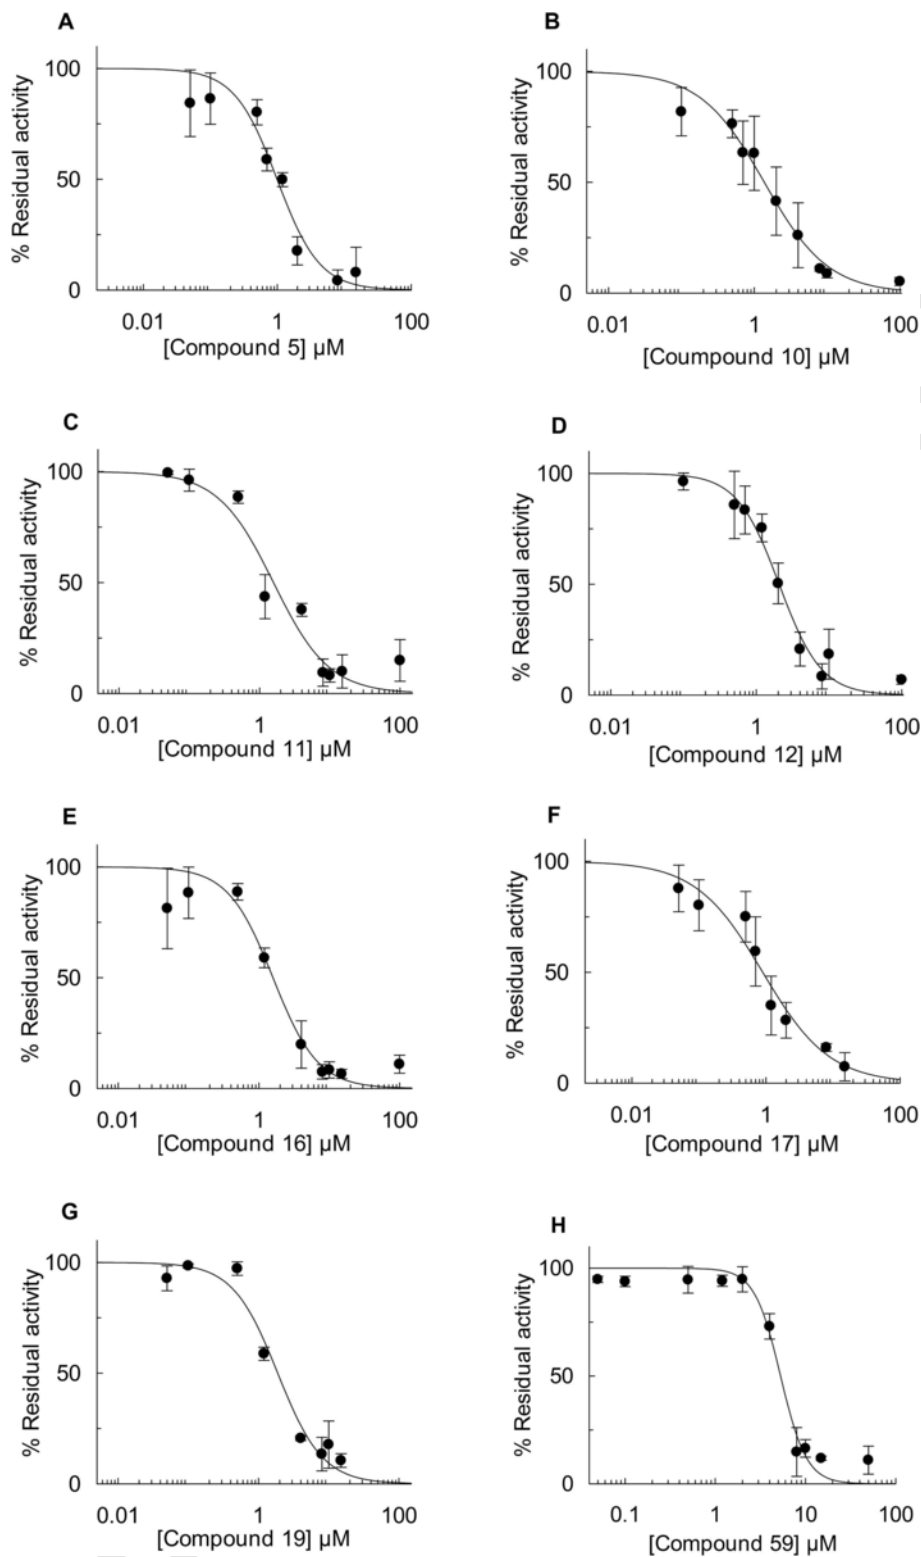 A
B
% Residual activity
100
50
0
0.01
1
100
[Compound 5] µM
% Residual activity
100
50
0
0.01
1
100
[Coumpound 10] µM
C
D
% Residual activity
100
50
0
0.01
1
100
[Compound 11] µM
% Residual activity
100
50
0
0.01
1
100
[Compound 12] µM
E
F
% Residual activity
100
50
0
0.01
1
100
[Compound 16] µM
% Residual activity
100
50
0
0.01
1
100
[Compound 17] µM
G
H
% Residual activity
100
50
0
0.01
1
100
[Compound 19] µM
% Residual activity
100
50
0
0.1
1
10
100
[Compound 59] µM